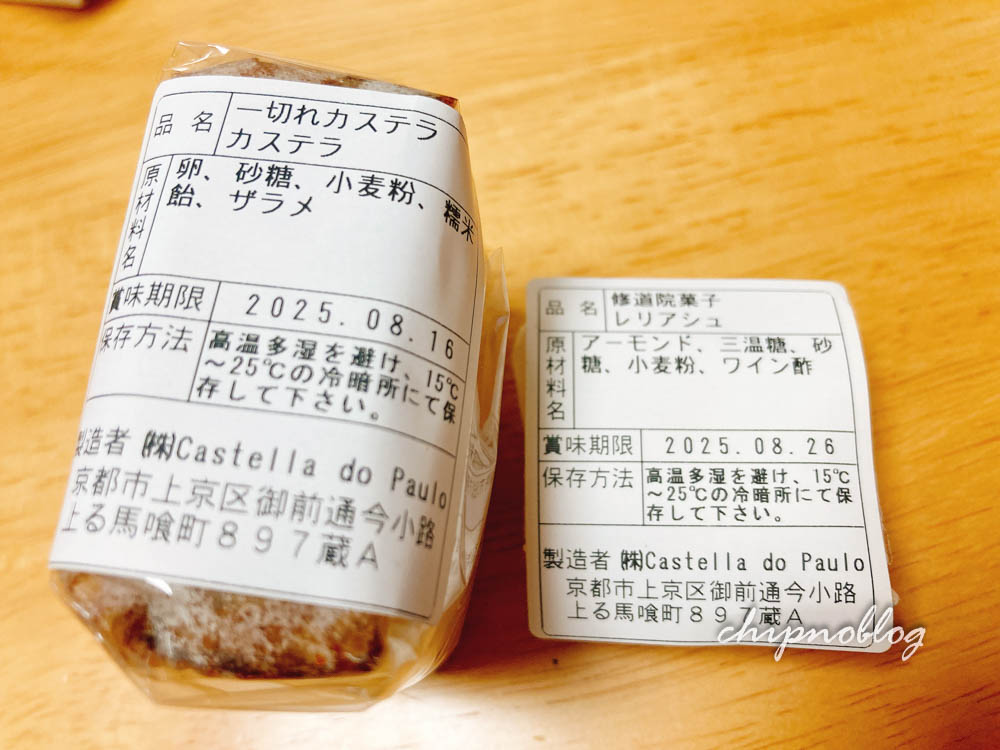 品名 一切れカステラ
カステラ
原材料名 卵、砂糖、小麦粉、糯米
飴、ザラメ
賞味期限 2025.08.16
保存方法 高温多湿を避け、15℃
～25℃の冷暗所にて保
存して下さい。
製造者 ㈱Castella do Paulo
京都市上京区御前通今小路
上る馬喰町８９７蔵A
品名 修道院菓子
レリアシュ
原材料名 アーモンド、三温糖、砂
糖、小麦粉、ワイン酢
賞味期限 2025.08.26
保存方法 高温多湿を避け、15℃
～25℃の冷暗所にて保
存して下さい。
製造者 ㈱Castella do Paulo
京都市上京区御前通今小路
上る馬喰町８９７蔵A
chipnoblog